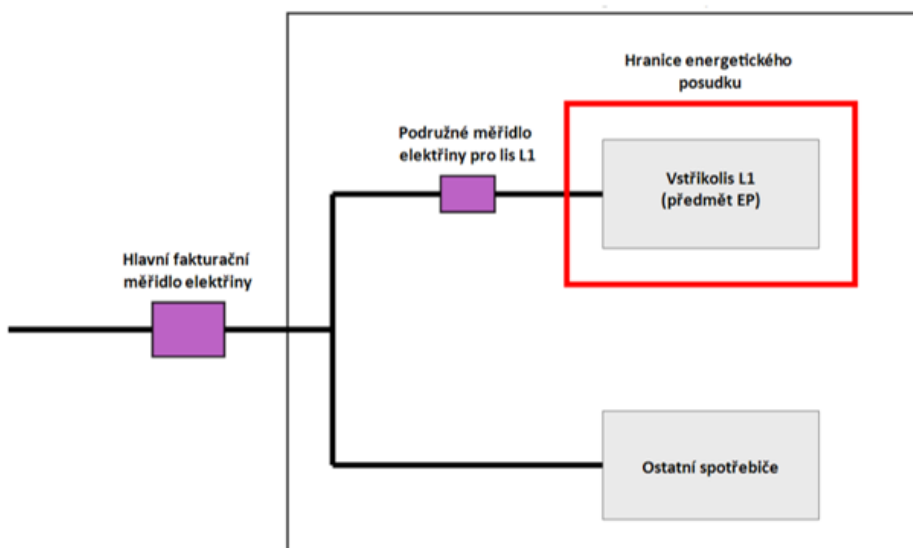 Hranice energetického
posudku
Podružné měřidlo
elektřiny pro lis L1
Vstřikolis L1
(předmět EP)
Hlavní fakturační
měřidlo elektřiny
Ostatní spotřebiče